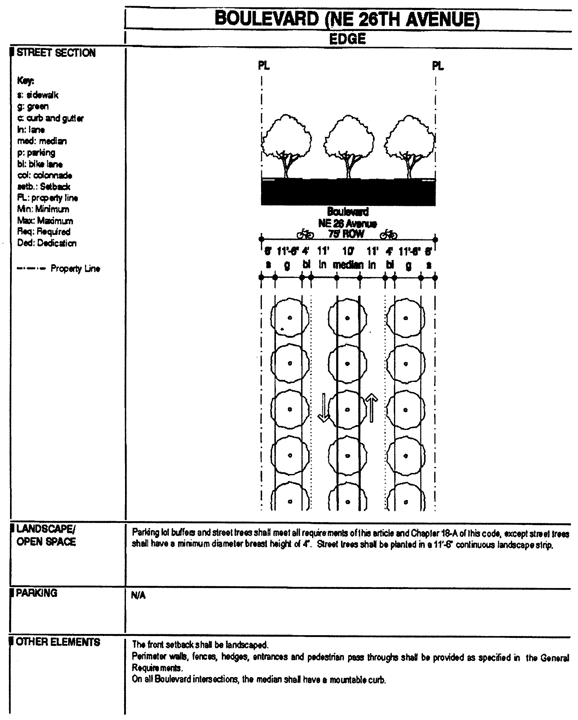 BOULEVARD (NE 26TH AVENUE)
EDGE
STREET SECTION
Key:
s: sidewalk
g: green
c: curb and gutter
ln: lane
med: median
p: parking
bl: bike lane
col: colonnade
setb.: Setback
PL: property line
Min: Minimum
Max: Maximum
Req: Required
Ded: Dedication
Property Line
PL PL
Boulevard
NE 26 Avenue
75' ROW
6' 11'-6" 4' 11' 10' 11' 4' 11'-6" 6'
s g bl ln median ln bl g s
LANDSCAPE/
OPEN SPACE
Parking lot buffers and street trees shall meet all requirements of this article and Chapter 18-A of this code, except street trees
shall have a minimum diameter breast height of 4". Street trees shall be planted in a 11'-6" continuous landscape strip.
PARKING
N/A
OTHER ELEMENTS
The front setback shall be landscaped.
Perimeter walls, fences, hedges, entrances and pedestrian pass throughs shall be provided as specified in the General
Requirements.
On all Boulevard intersections, the median shall have a mountable curb.